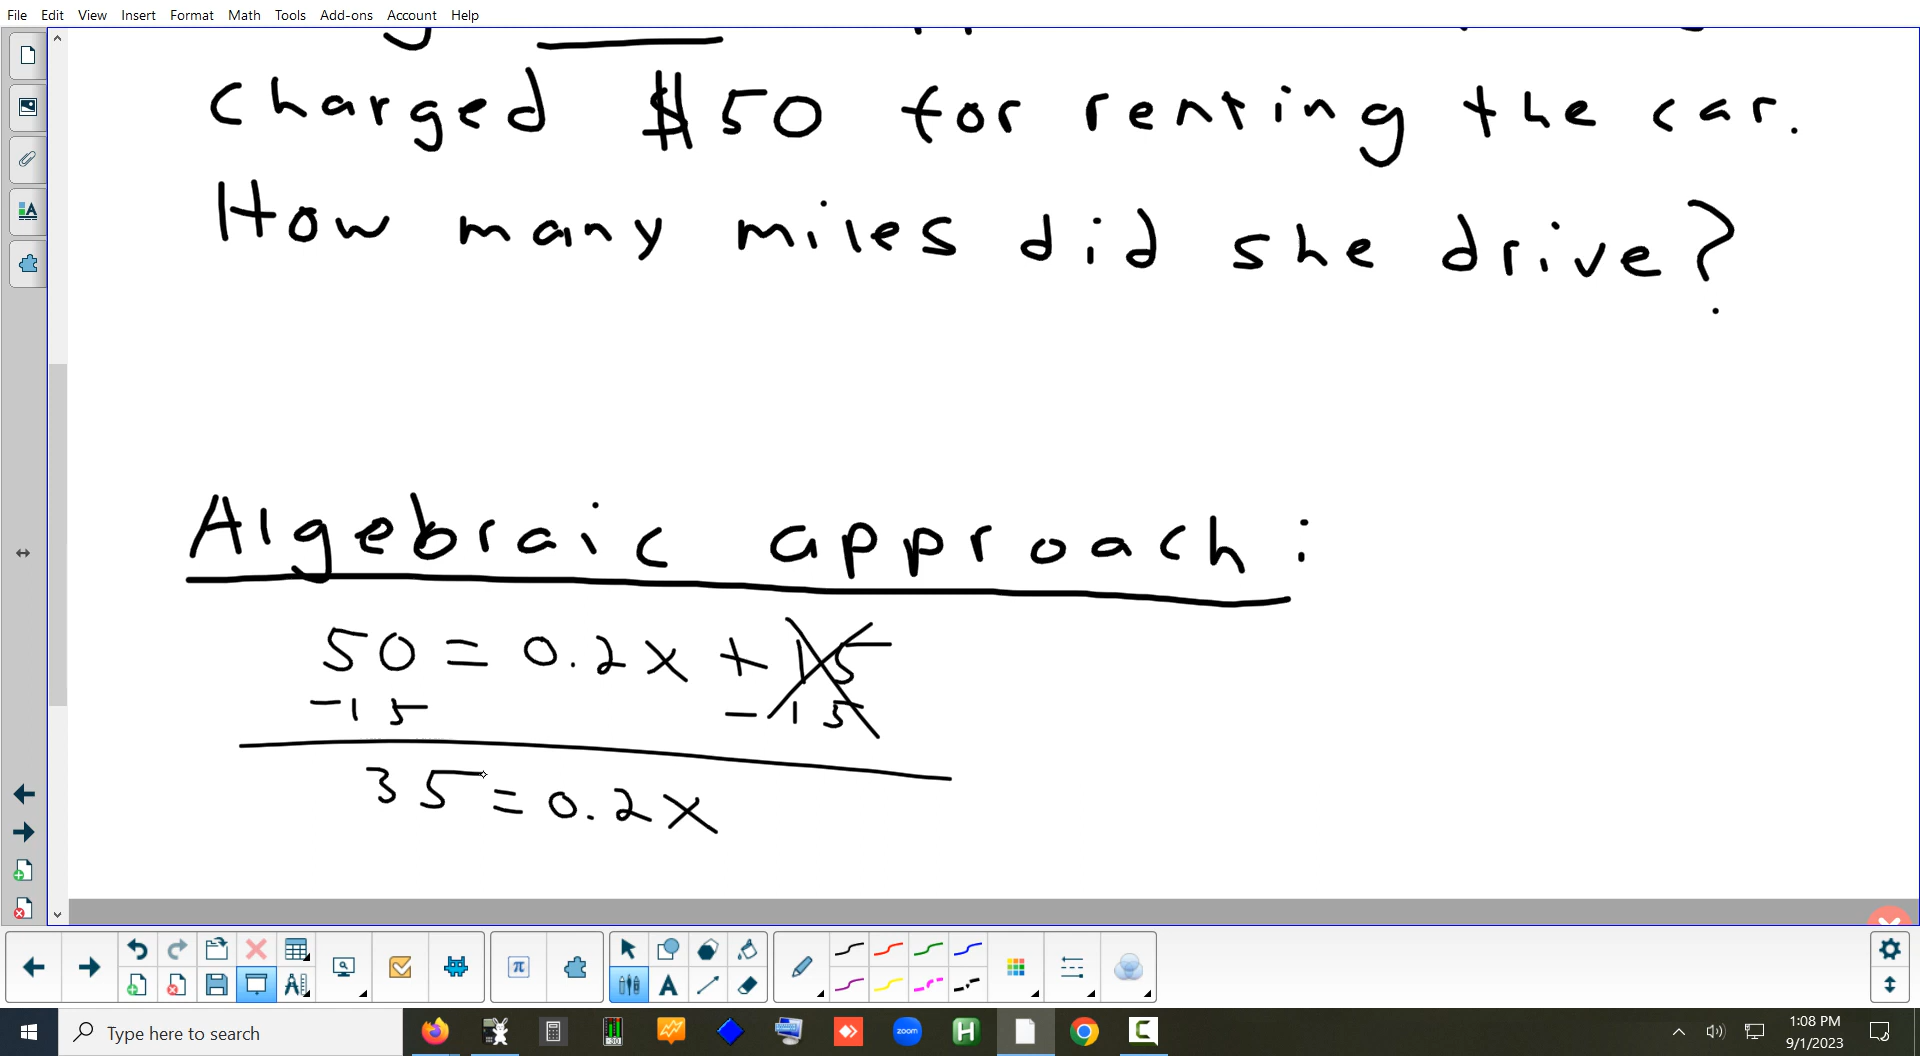 File Edit View Insert Format Math Tools Add-ons Account Help
charged $50 for renting the car.
How many miles did she drive?
Algebraic approach:
50 = 0.2x + 15
-15 -15
35 = 0.2x
Type here to search
zoom
1:08 PM
9/1/2023